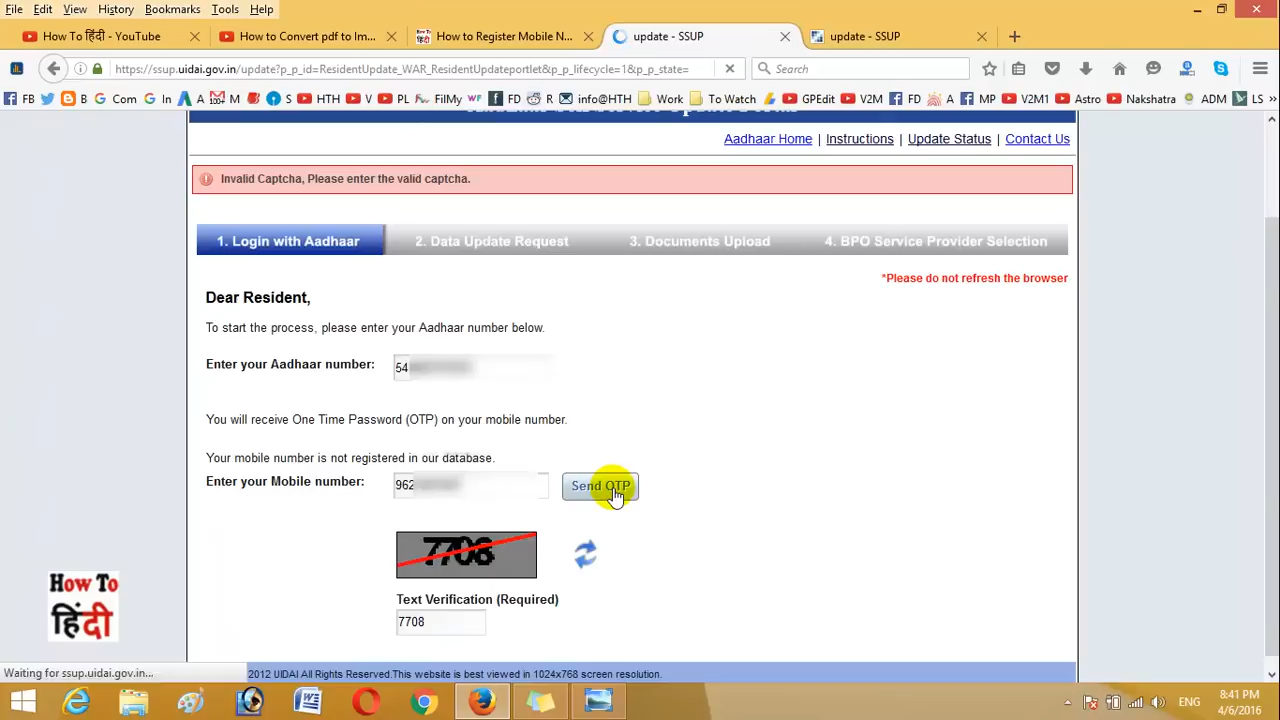 File Edit View History Bookmarks Tools Help
How To हिंदी - YouTube
How to Convert pdf to Im...
How to Register Mobile N...
update - SSUP
update - SSUP
https://ssup.uidai.gov.in/update?p_p_id=ResidentUpdate_WAR_ResidentUpdateportlet&p_p_lifecycle=1&p_p_state=
Search
FB B G Com G In A M S HTH V PL FilMy FD R info@HTH Work To Watch GPEdit V2M FD A MP V2M1 Astro Nakshatra ADM LS »
Aadhaar Home | Instructions | Update Status | Contact Us
Invalid Captcha, Please enter the valid captcha.
1. Login with Aadhaar 2. Data Update Request 3. Documents Upload 4. BPO Service Provider Selection
*Please do not refresh the browser
Dear Resident,
To start the process, please enter your Aadhaar number below.
Enter your Aadhaar number: 54
You will receive One Time Password (OTP) on your mobile number.
Your mobile number is not registered in our database.
Enter your Mobile number: 962 Send OTP
7708
Text Verification (Required)
7708
How To
हिंदी
Waiting for ssup.uidai.gov.in...
2012 UIDAI All Rights Reserved.This website is best viewed in 1024x768 screen resolution.
ENG
8:41 PM
4/6/2016